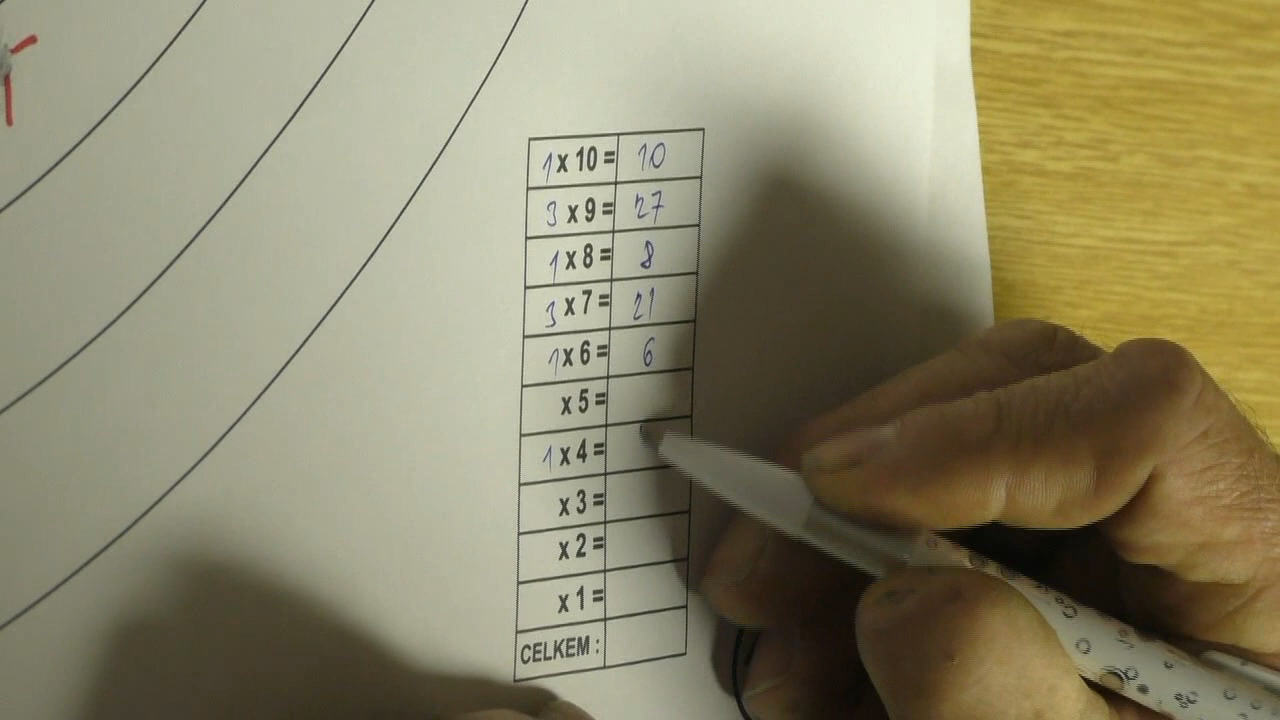 1 x 10 = 10
3 x 9 = 27
1 x 8 = 8
3 x 7 = 21
1 x 6 = 6
x 5 =
1 x 4 =
x 3 =
x 2 =
x 1 =
CELKEM :